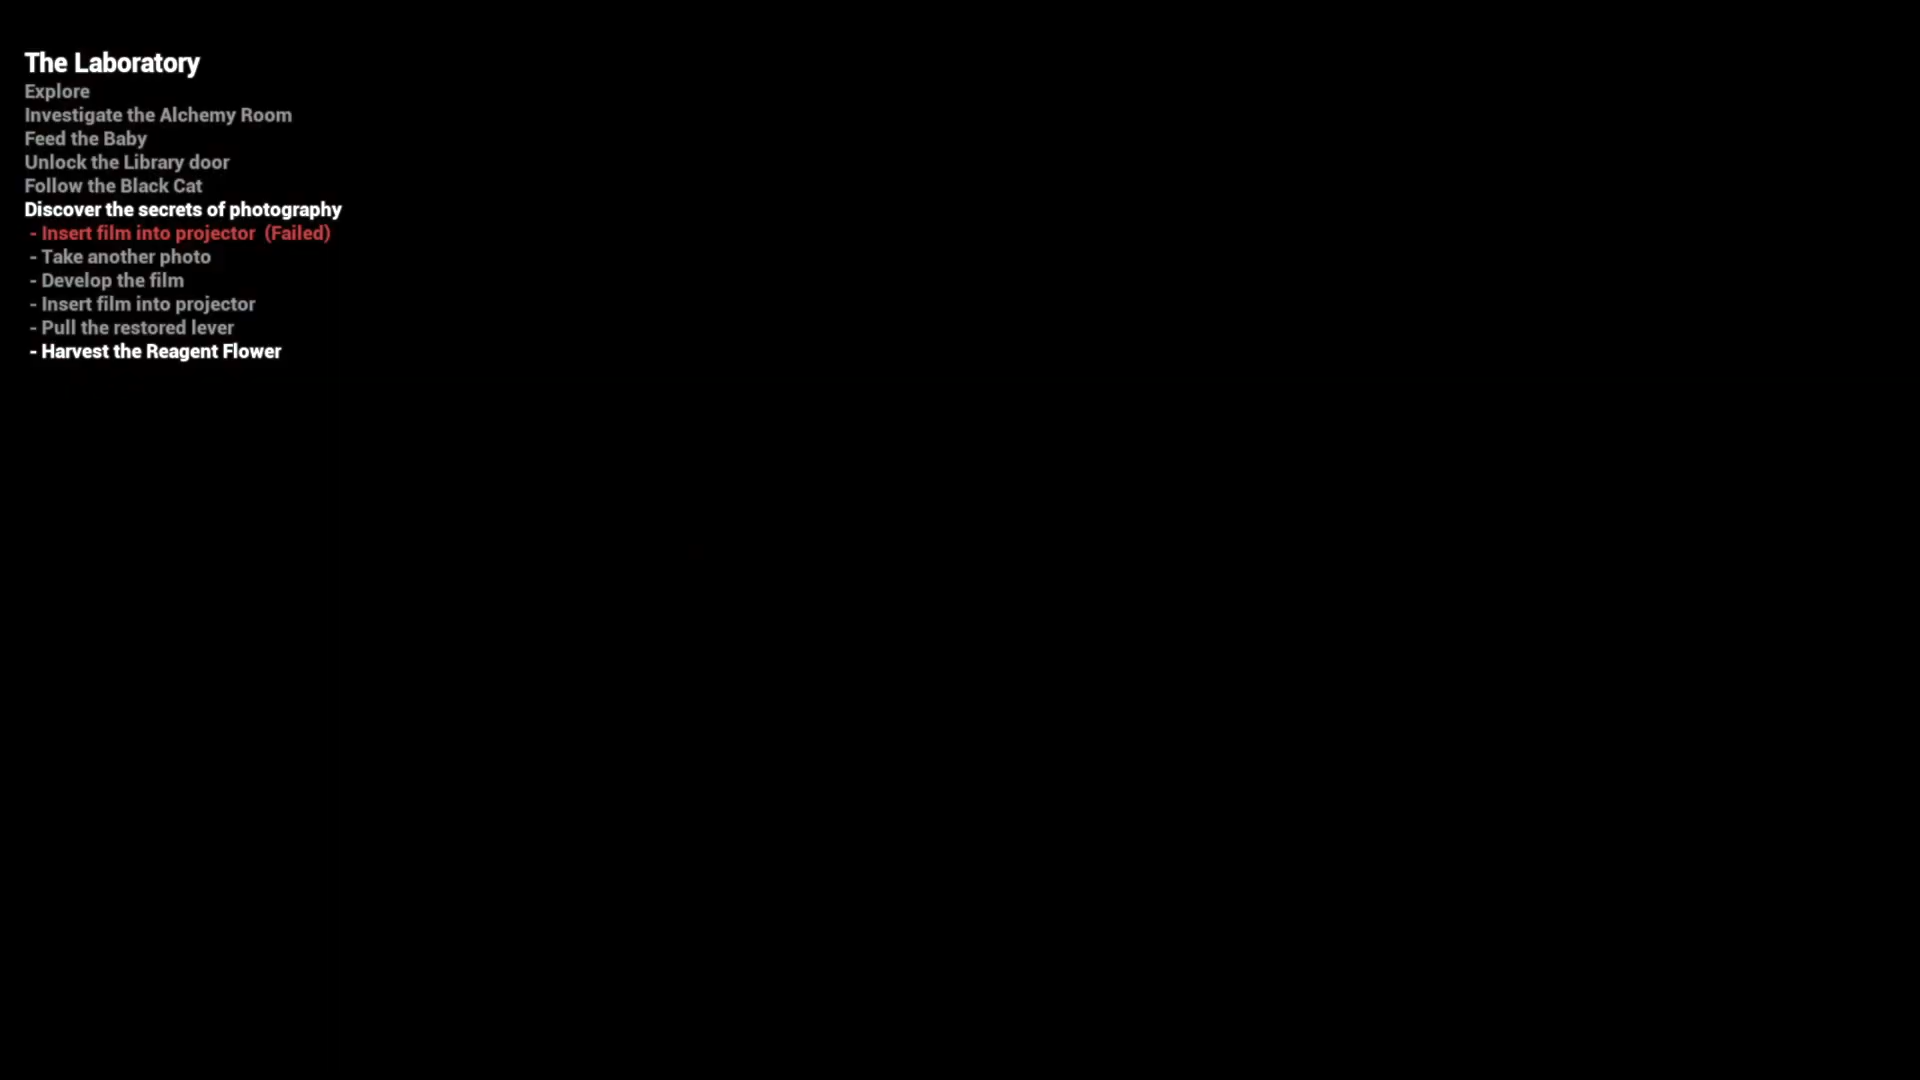 The Laboratory
Explore
Investigate the Alchemy Room
Feed the Baby
Unlock the Library door
Follow the Black Cat
Discover the secrets of photography
- Insert film into projector (Failed)
- Take another photo
- Develop the film
- Insert film into projector
- Pull the restored lever
- Harvest the Reagent Flower